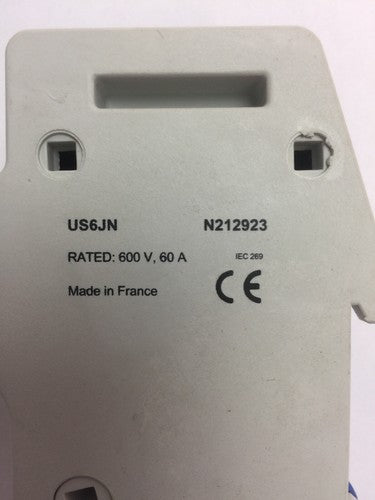 US6JN N212923
RATED: 600 V, 60 A IEC 269
Made in France CE